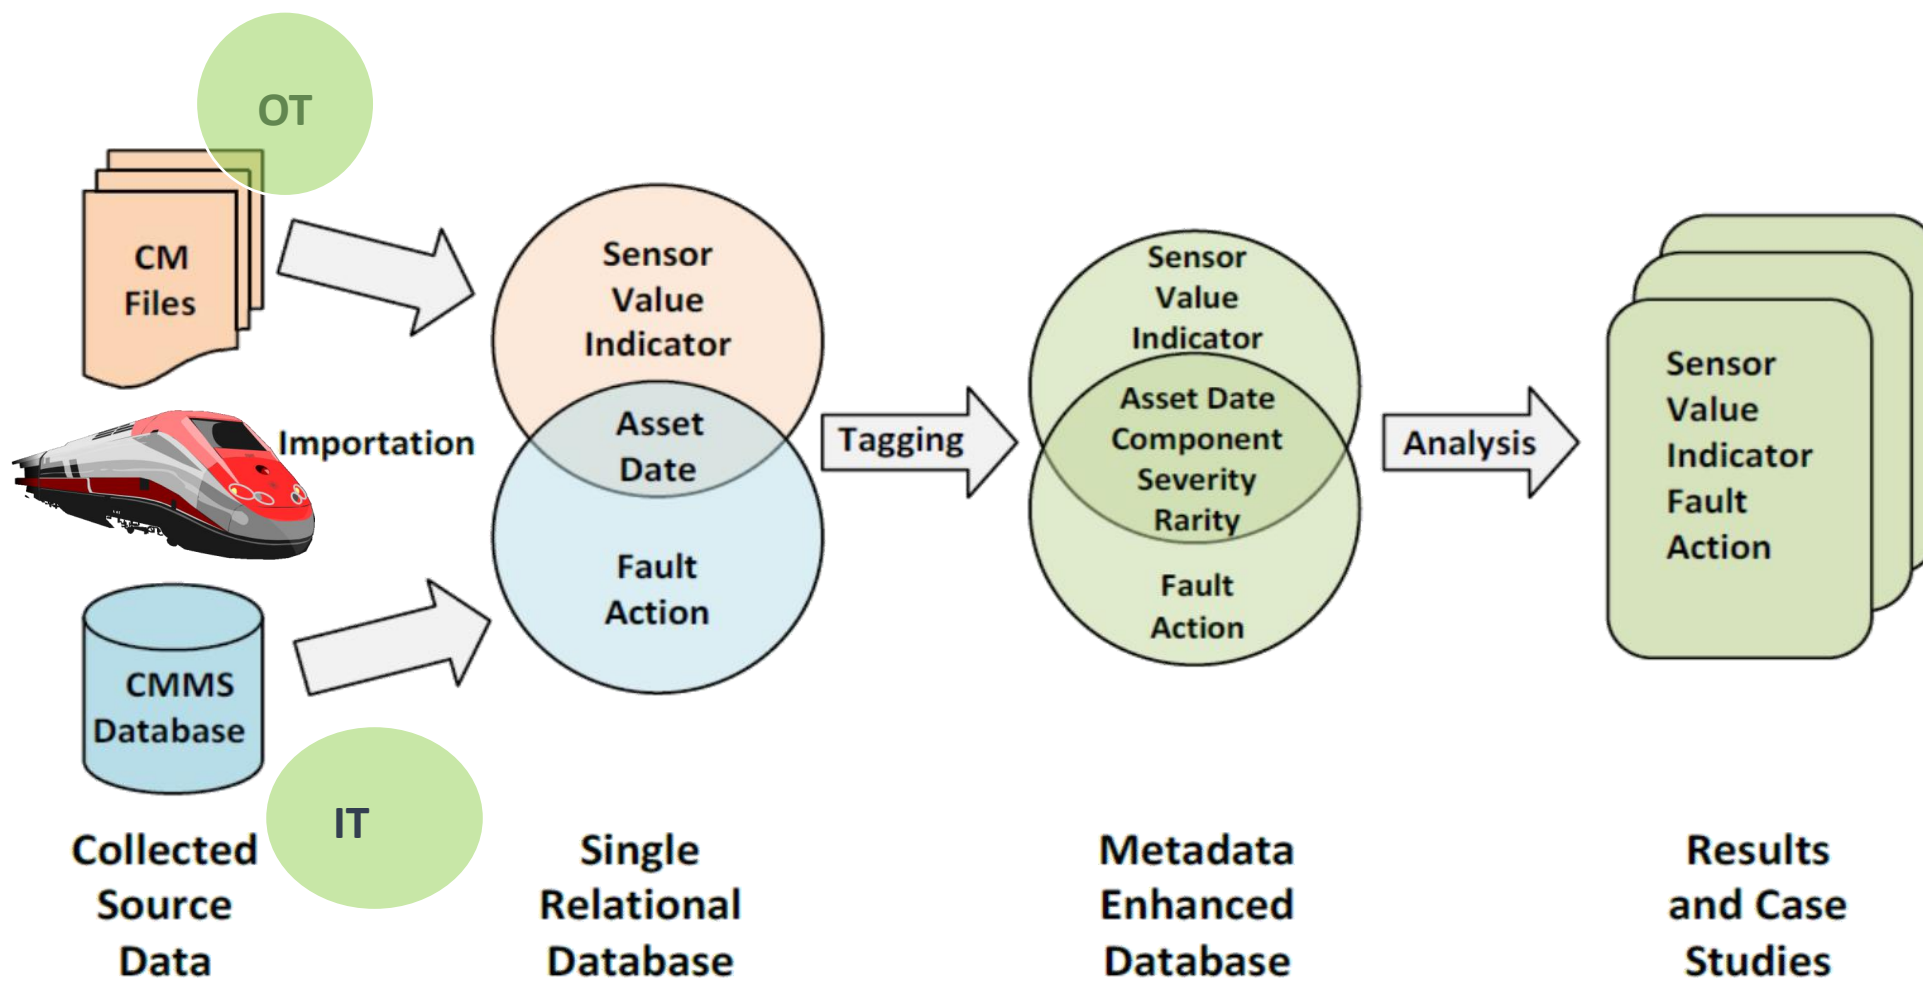 OT
CM
Files
Importation
CMMS
Database
IT
Collected
Source
Data
Sensor
Value
Indicator
Asset
Date
Fault
Action
Single
Relational
Database
Tagging
Sensor
Value
Indicator
Asset Date
Component
Severity
Rarity
Fault
Action
Metadata
Enhanced
Database
Analysis
Sensor
Value
Indicator
Fault
Action
Results
and Case
Studies